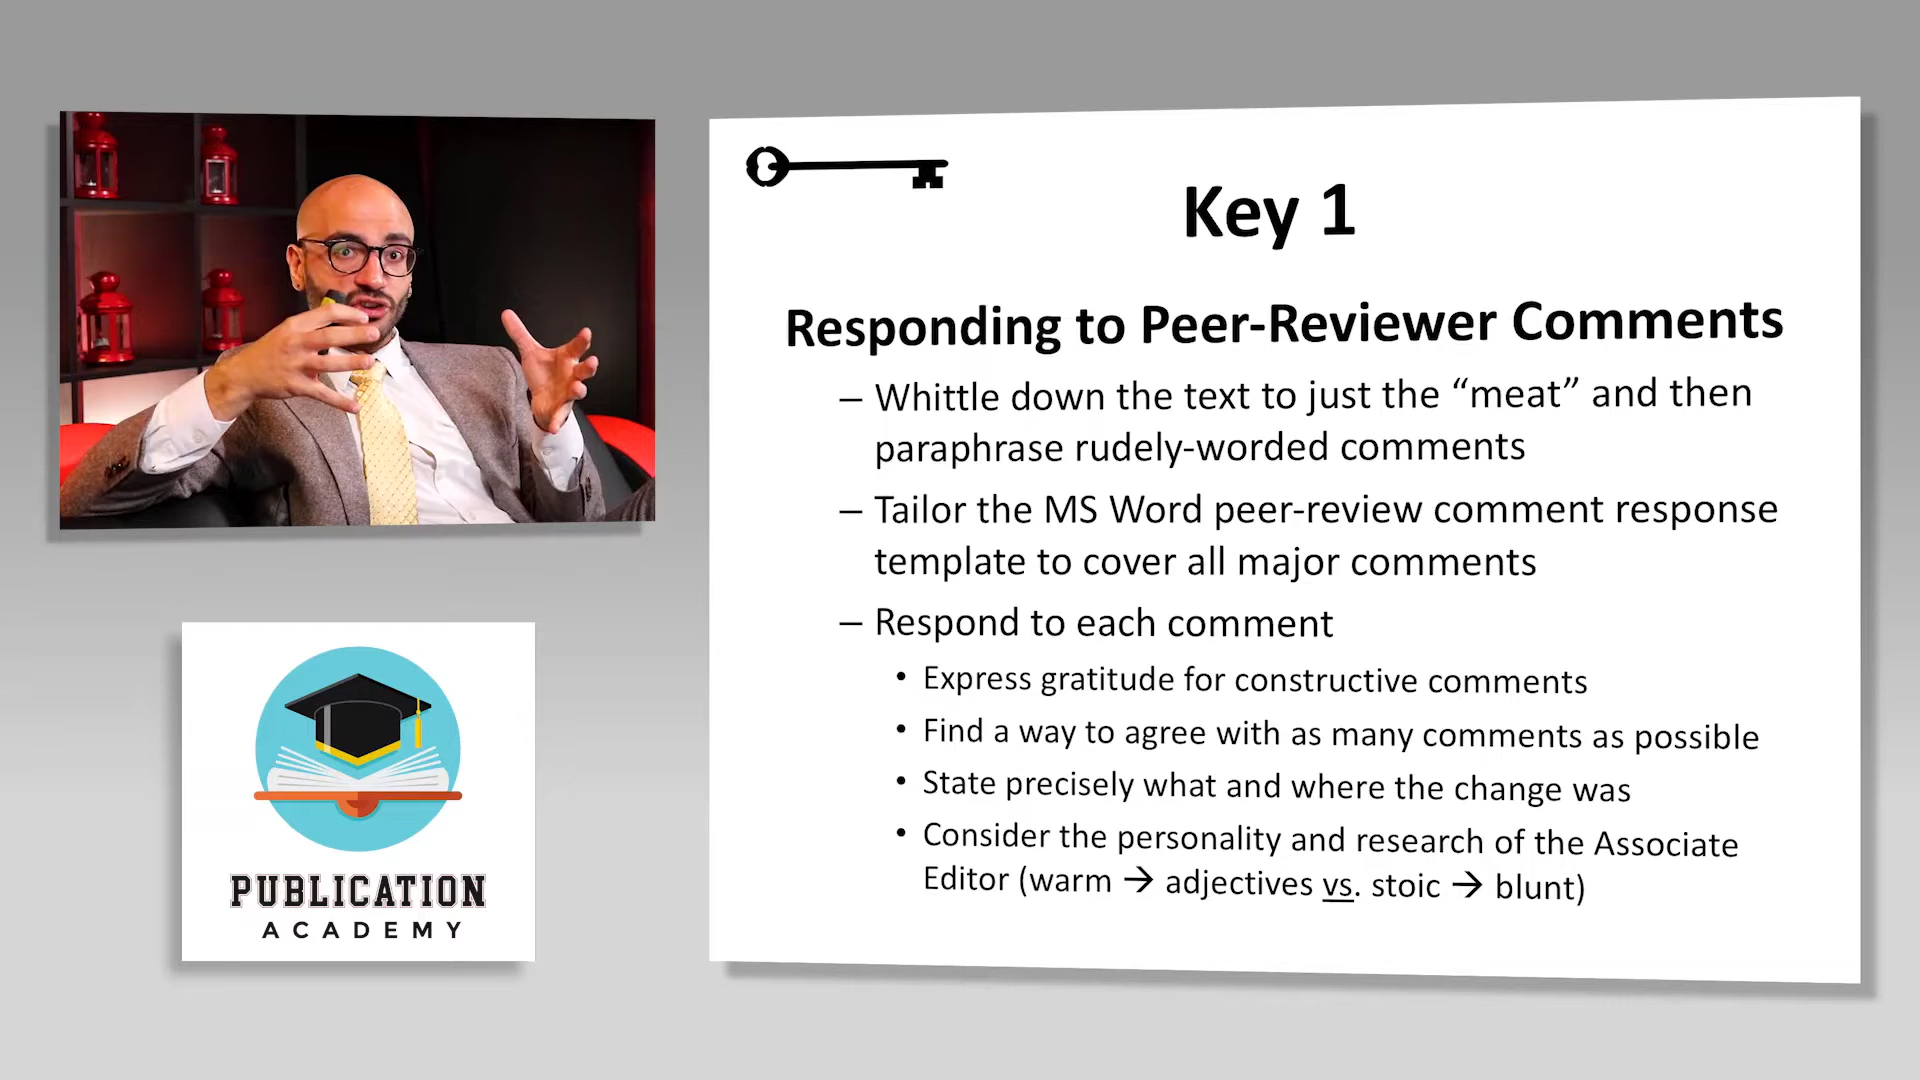 Key 1
Responding to Peer-Reviewer Comments
– Whittle down the text to just the “meat” and then
paraphrase rudely-worded comments
– Tailor the MS Word peer-review comment response
template to cover all major comments
– Respond to each comment
• Express gratitude for constructive comments
• Find a way to agree with as many comments as possible
• State precisely what and where the change was
• Consider the personality and research of the Associate
Editor (warm → adjectives vs. stoic → blunt)
PUBLICATION
ACADEMY